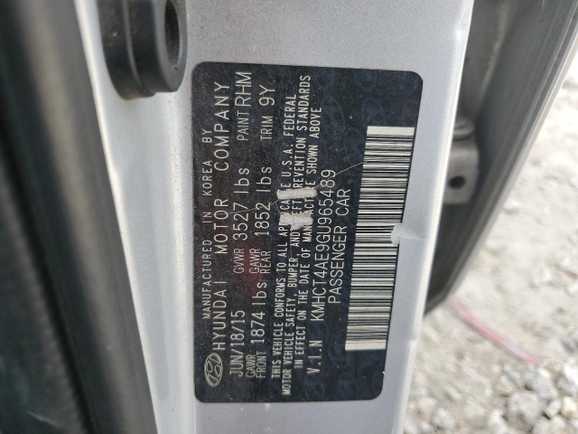 MANUFACTURED IN KOREA BY
HYUNDAI MOTOR COMPANY
JUN/18/15 GVWR 3527 lbs PAINT RHM
GAWR FRONT 1874 lbs GAWR REAR 1852 lbs TRIM 9Y
THIS VEHICLE CONFORMS TO ALL APPLICABLE U.S.A. FEDERAL
MOTOR VEHICLE SAFETY, BUMPER, AND THEFT PREVENTION STANDARDS
IN EFFECT ON THE DATE OF MANUFACTURE SHOWN ABOVE
V.I.N KMHCT4AE9GU965489
PASSENGER CAR